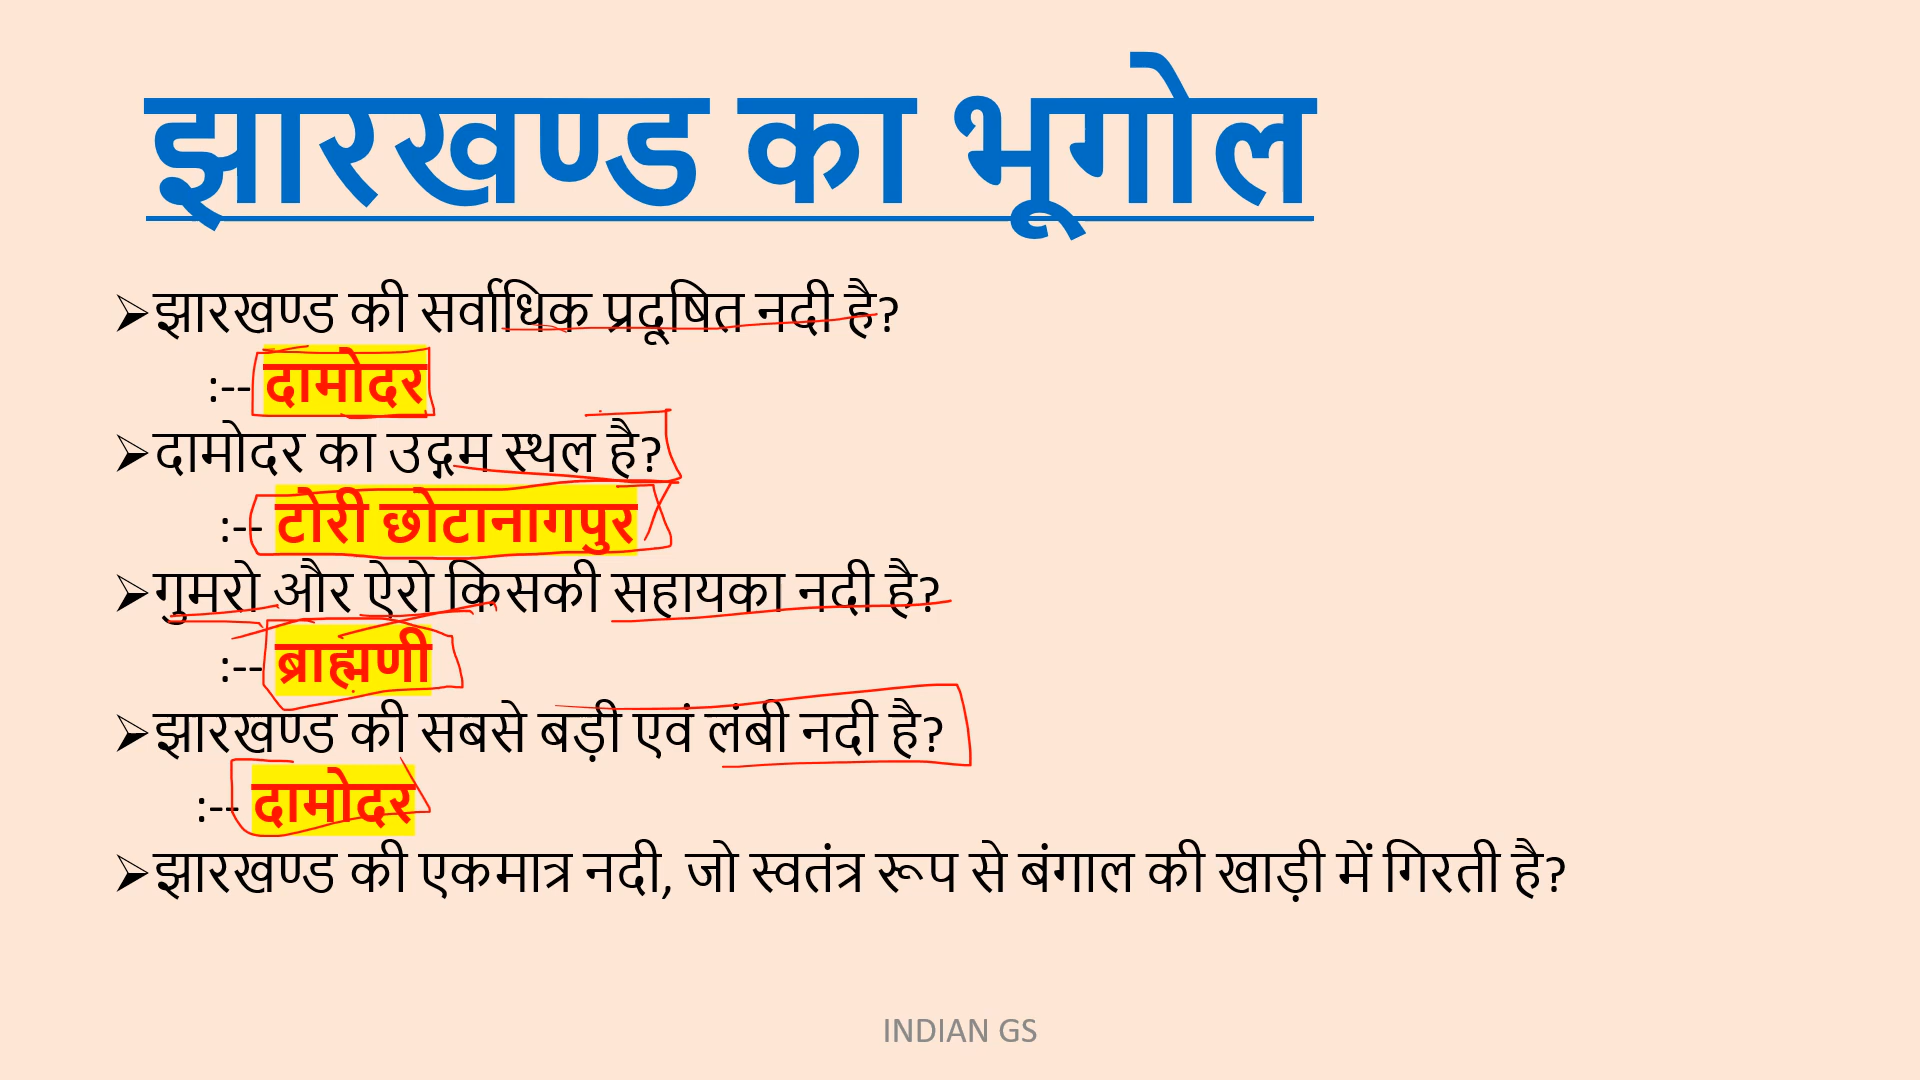 झारखण्ड का भूगोल
➢झारखण्ड की सर्वाधिक प्रदूषित नदी है?
:-- दामोदर
➢दामोदर का उद्गम स्थल है?
:-- टोरी छोटानागपुर
➢गुमरो और ऐरो किसकी सहायका नदी है?
:-- ब्राह्मणी
➢झारखण्ड की सबसे बड़ी एवं लंबी नदी है?
:-- दामोदर
➢झारखण्ड की एकमात्र नदी, जो स्वतंत्र रूप से बंगाल की खाड़ी में गिरती है?
INDIAN GS